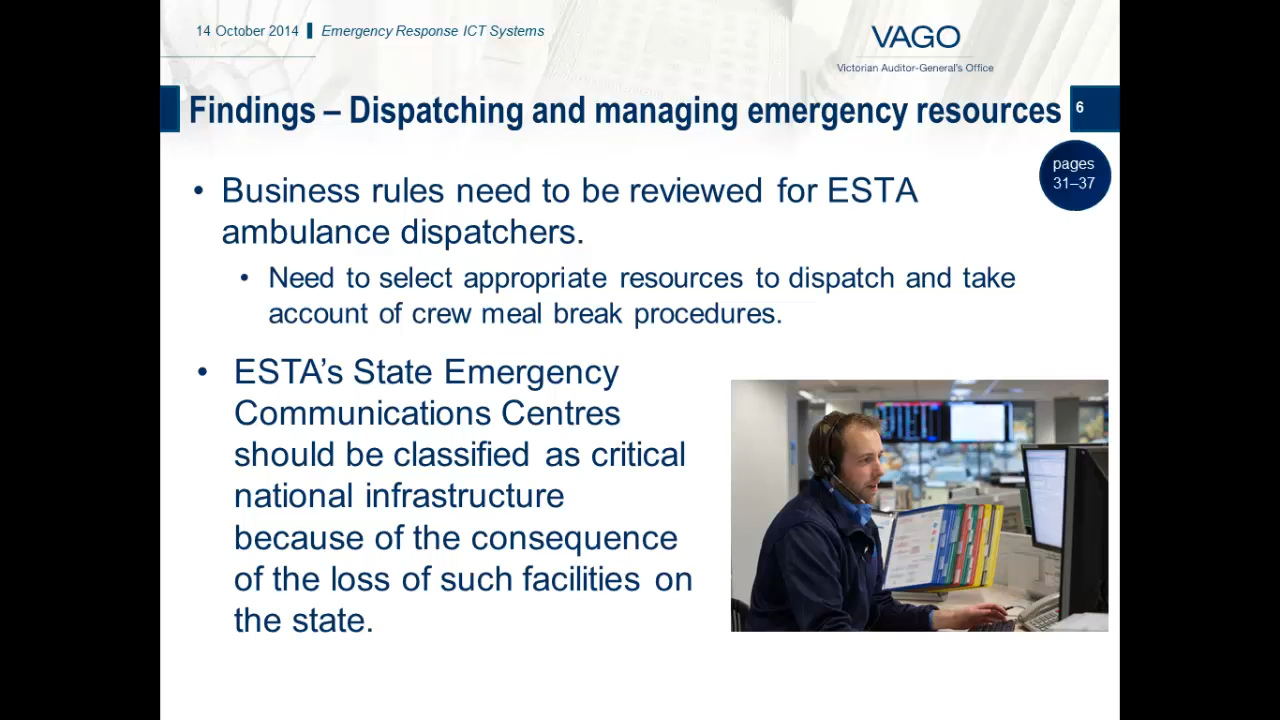 14 October 2014 Emergency Response ICT Systems
VAGO
Victorian Auditor-General's Office
Findings – Dispatching and managing emergency resources
6
pages
31–37
• Business rules need to be reviewed for ESTA
ambulance dispatchers.
• Need to select appropriate resources to dispatch and take
account of crew meal break procedures.
• ESTA’s State Emergency
Communications Centres
should be classified as critical
national infrastructure
because of the consequence
of the loss of such facilities on
the state.